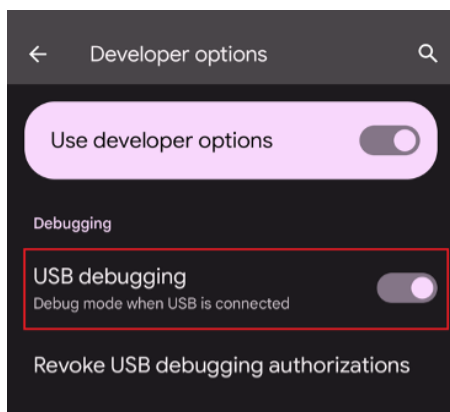 Developer options
Use developer options
Debugging
USB debugging
Debug mode when USB is connected
Revoke USB debugging authorizations